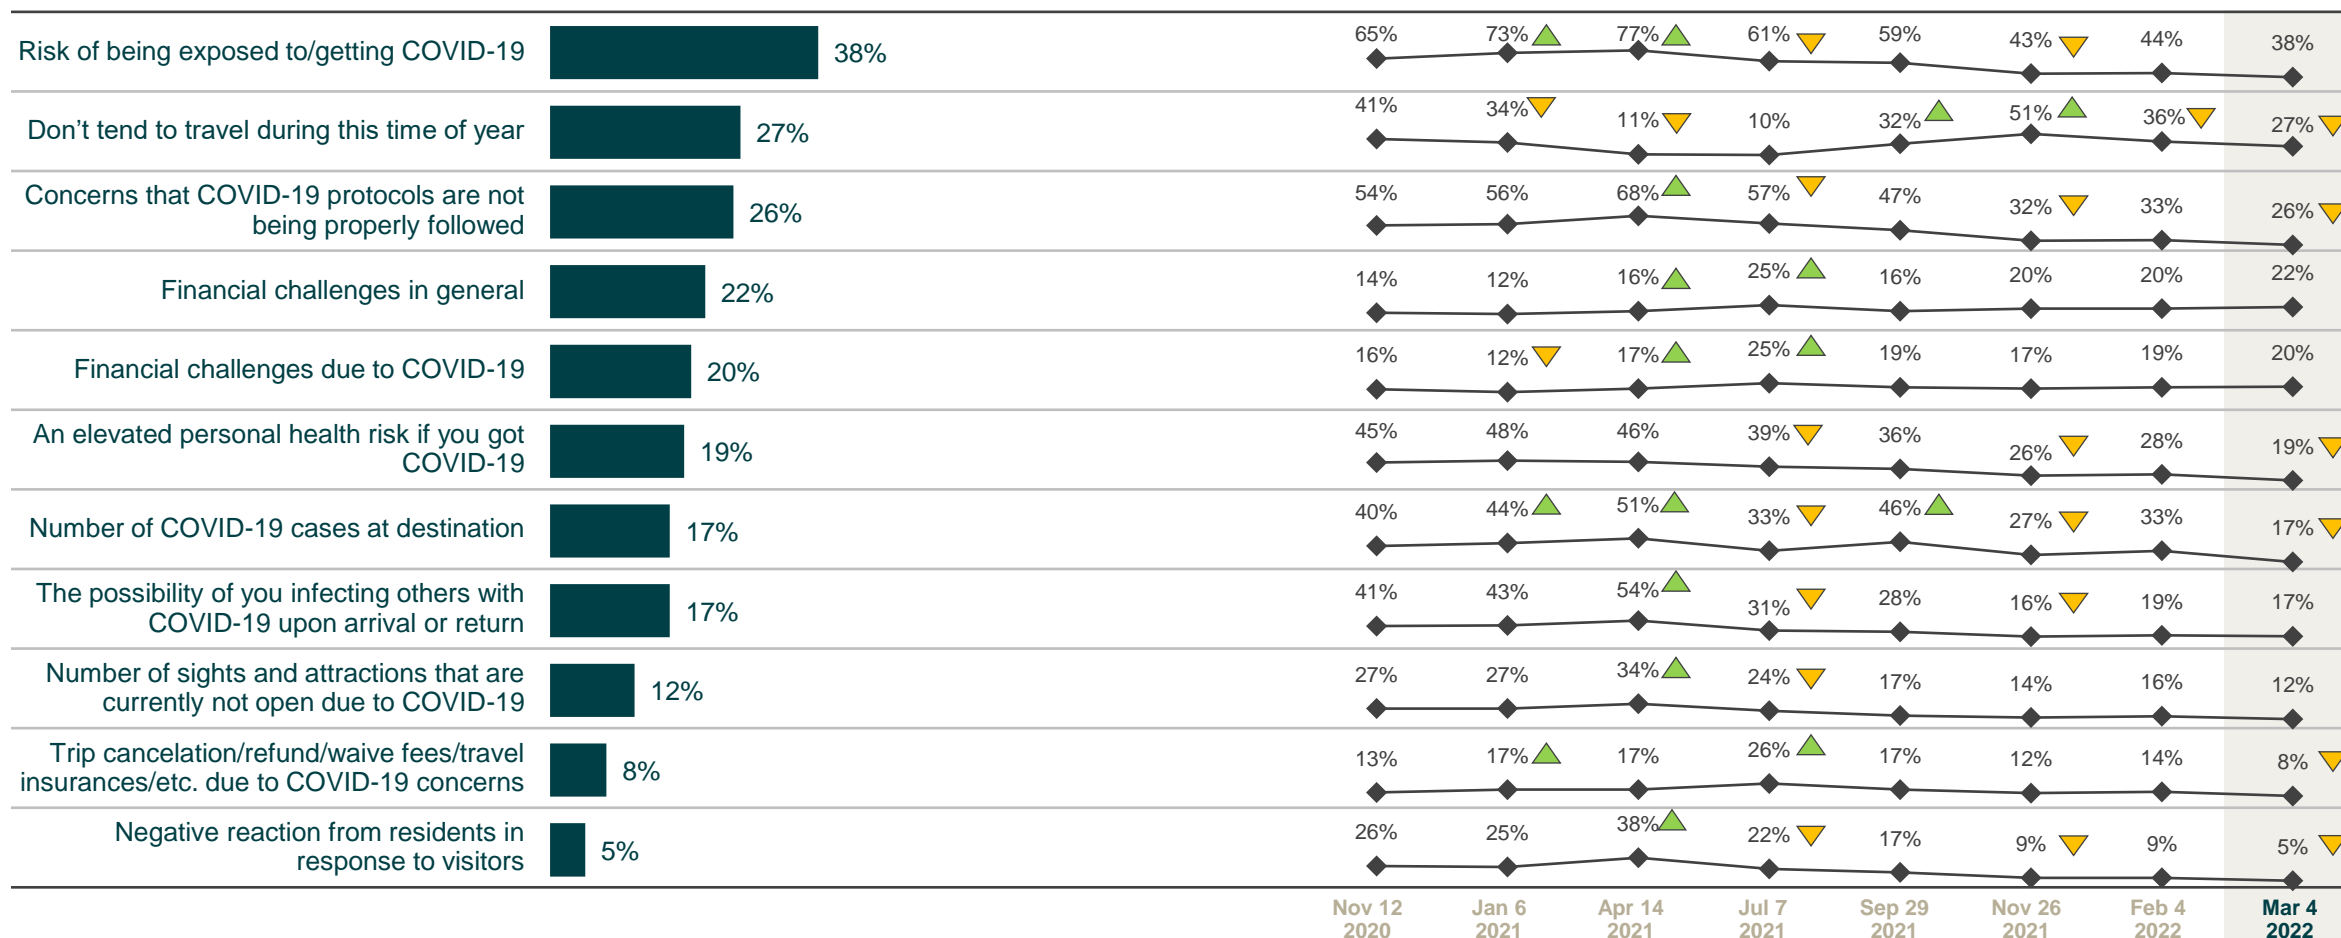 Risk of being exposed to/getting COVID-19 38% 65% 73% 77% 61% 59% 43% 44% 38%
Don't tend to travel during this time of year 27% 41% 34% 11% 10% 32% 51% 36% 27%
Concerns that COVID-19 protocols are not
being properly followed 26% 54% 56% 68% 57% 47% 32% 33% 26%
Financial challenges in general 22% 14% 12% 16% 25% 16% 20% 20% 22%
Financial challenges due to COVID-19 20% 16% 12% 17% 25% 19% 17% 19% 20%
An elevated personal health risk if you got
COVID-19 19% 45% 48% 46% 39% 36% 26% 28% 19%
Number of COVID-19 cases at destination 17% 40% 44% 51% 33% 46% 27% 33% 17%
The possibility of you infecting others with
COVID-19 upon arrival or return 17% 41% 43% 54% 31% 28% 16% 19% 17%
Number of sights and attractions that are
currently not open due to COVID-19 12% 27% 27% 34% 24% 17% 14% 16% 12%
Trip cancelation/refund/waive fees/travel
insurances/etc. due to COVID-19 concerns 8% 13% 17% 17% 26% 17% 12% 14% 8%
Negative reaction from residents in
response to visitors 5% 26% 25% 38% 22% 17% 9% 9% 5%
Nov 12 Jan 6 Apr 14 Jul 7 Sep 29 Nov 26 Feb 4 Mar 4
2020 2021 2021 2021 2021 2021 2022 2022